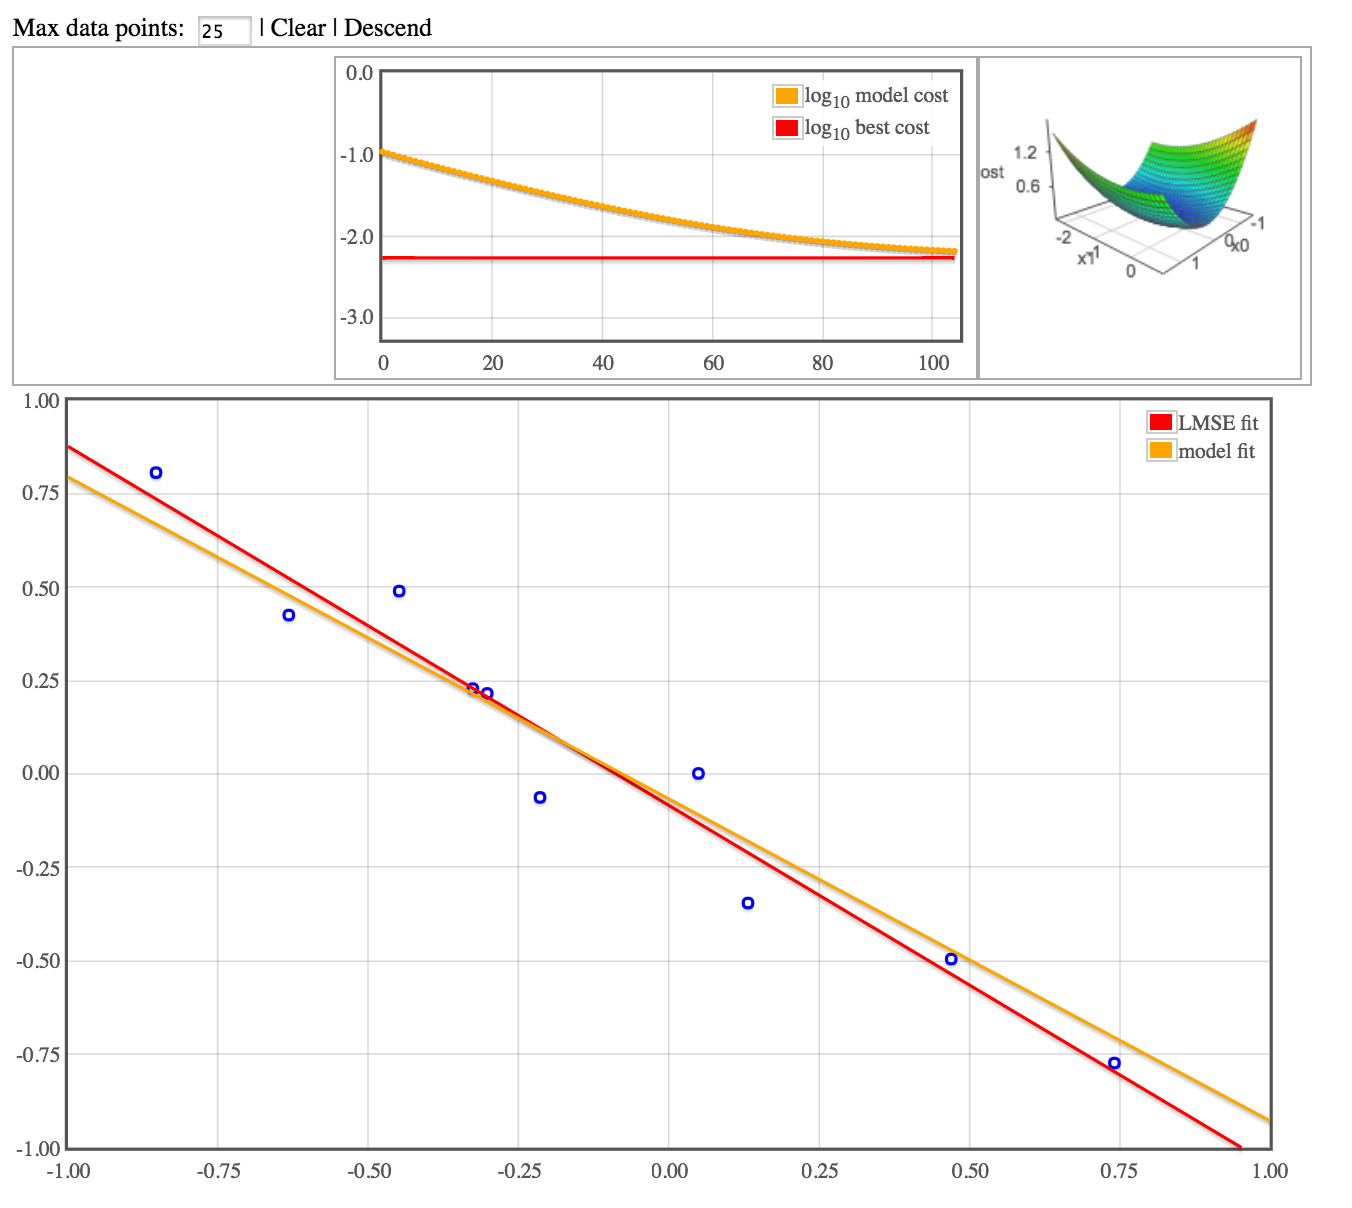 Max data points: 25 | Clear | Descend
0.0
-1.0
-2.0
-3.0
0 20 40 60 80 100
log10 model cost
log10 best cost
ost
1.2
0.6
-2
x1
-1
0
1
0
x0
-1
1.00
0.75
0.50
0.25
0.00
-0.25
-0.50
-0.75
-1.00
-1.00 -0.75 -0.50 -0.25 0.00 0.25 0.50 0.75 1.00
LMSE fit
model fit